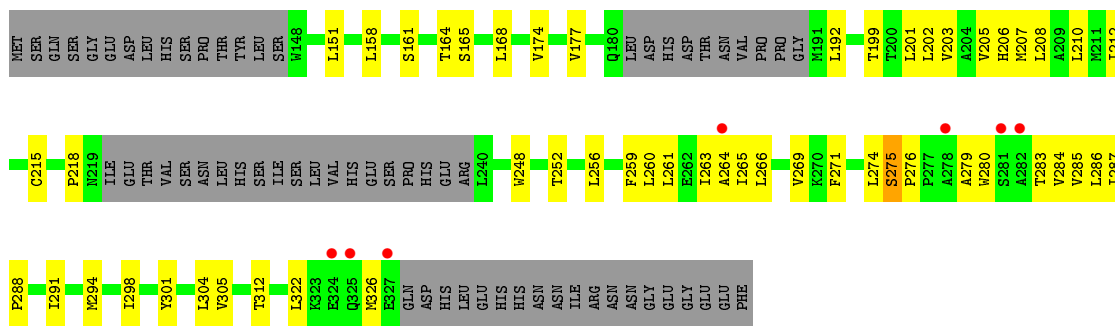 MET SER GLN SER GLY GLU ASP LEU HIS SER PRO THR TYR LEU SER W148 L151 L158 S161 T164 S165 L168 V174 V177 Q180 LEU ASP HIS ASP THR ASN VAL PRO PRO GLY M191 L192 T199 T200 L201 L202 V203 A204 V205 H206 M207 L208 A209 L210 M211
C215 P218 N219 ILE GLU THR VAL SER ASN LEU HIS SER ILE SER LEU VAL HIS GLU SER PRO HIS GLU ARG L240 W248 T252 L256 F259 L260 L261 E262 I263 A264 I265 L266 V269 K270 F271 L274 S275 P276 P277 A278 A279 W280 S281 A282 T283 V284 V285 L286 I287
P288 I291 M294 I298 Y301 L304 V305 T312 L322 K323 E324 Q325 M326 E327 GLN ASP HIS LEU GLU HIS HIS ASN ASN ILE ARG ASN ASN GLY GLU GLY GLU GLU PHE